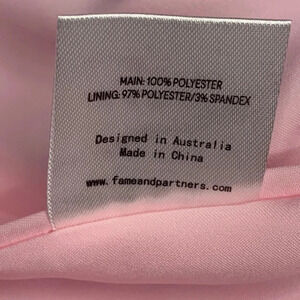 MAIN: 100% POLYESTER
LINING: 97% POLYESTER/3% SPANDEX
Designed in Australia
Made in China
www.fameandpartners.com